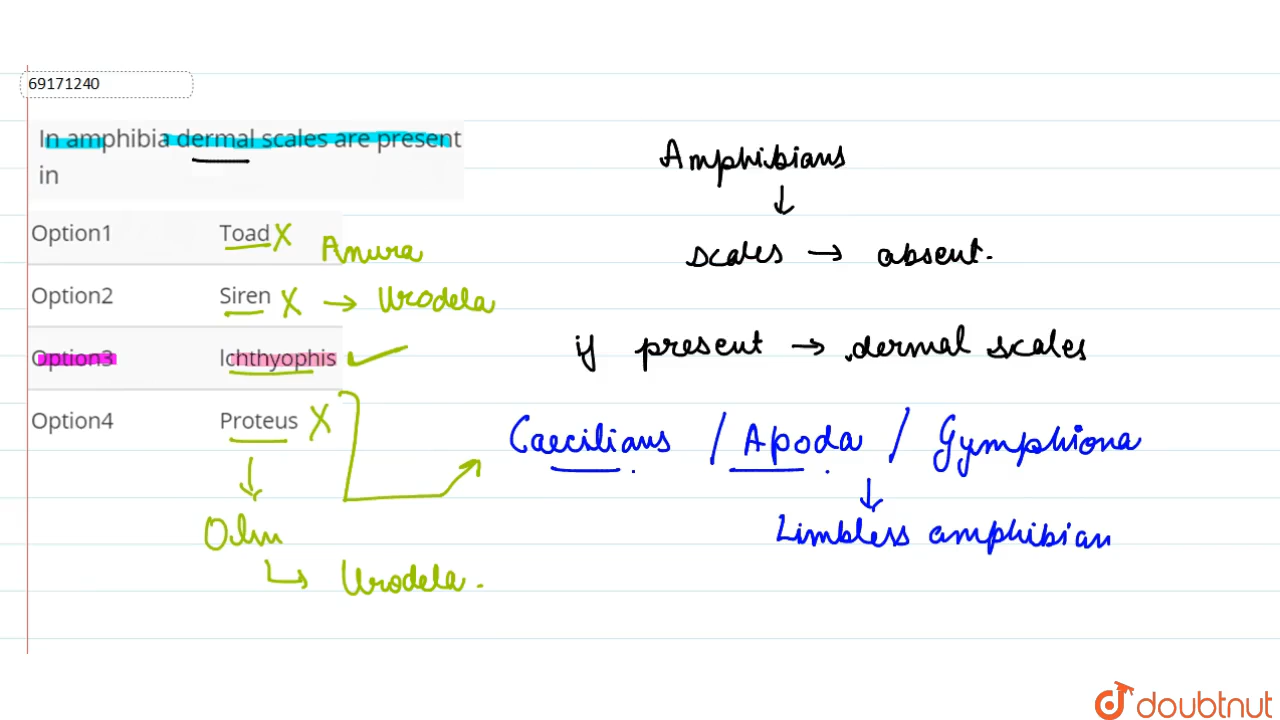 69171240
In amphibia dermal scales are present
in
Option1 Toad X Anura
Option2 Siren X → Urodela
Option3 Ichthyophis ✓
Option4 Proteus X
Olm
Urodela.
Amphibians
↓
scales → absent.
if present → dermal scales
Caecilians / Apoda / Gymphiona
↓
Limbless amphibian
doubtnut